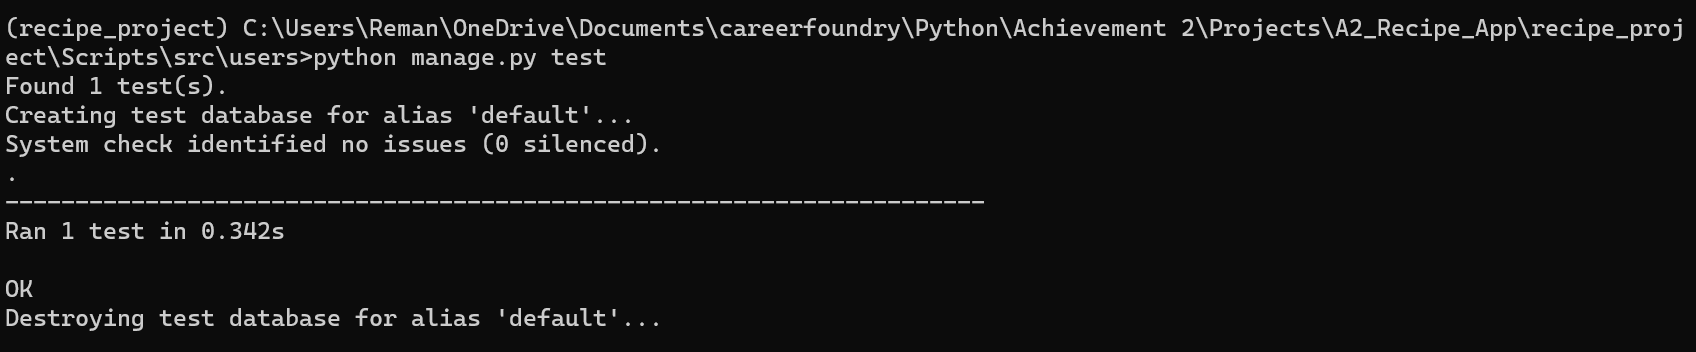 (recipe_project) C:\Users\Reman\OneDrive\Documents\careerfoundry\Python\Achievement 2\Projects\A2_Recipe_App\recipe_proj
ect\Scripts\src\users>python manage.py test
Found 1 test(s).
Creating test database for alias 'default'...
System check identified no issues (0 silenced).
.
----------------------------------------------------------------------
Ran 1 test in 0.342s

OK
Destroying test database for alias 'default'...